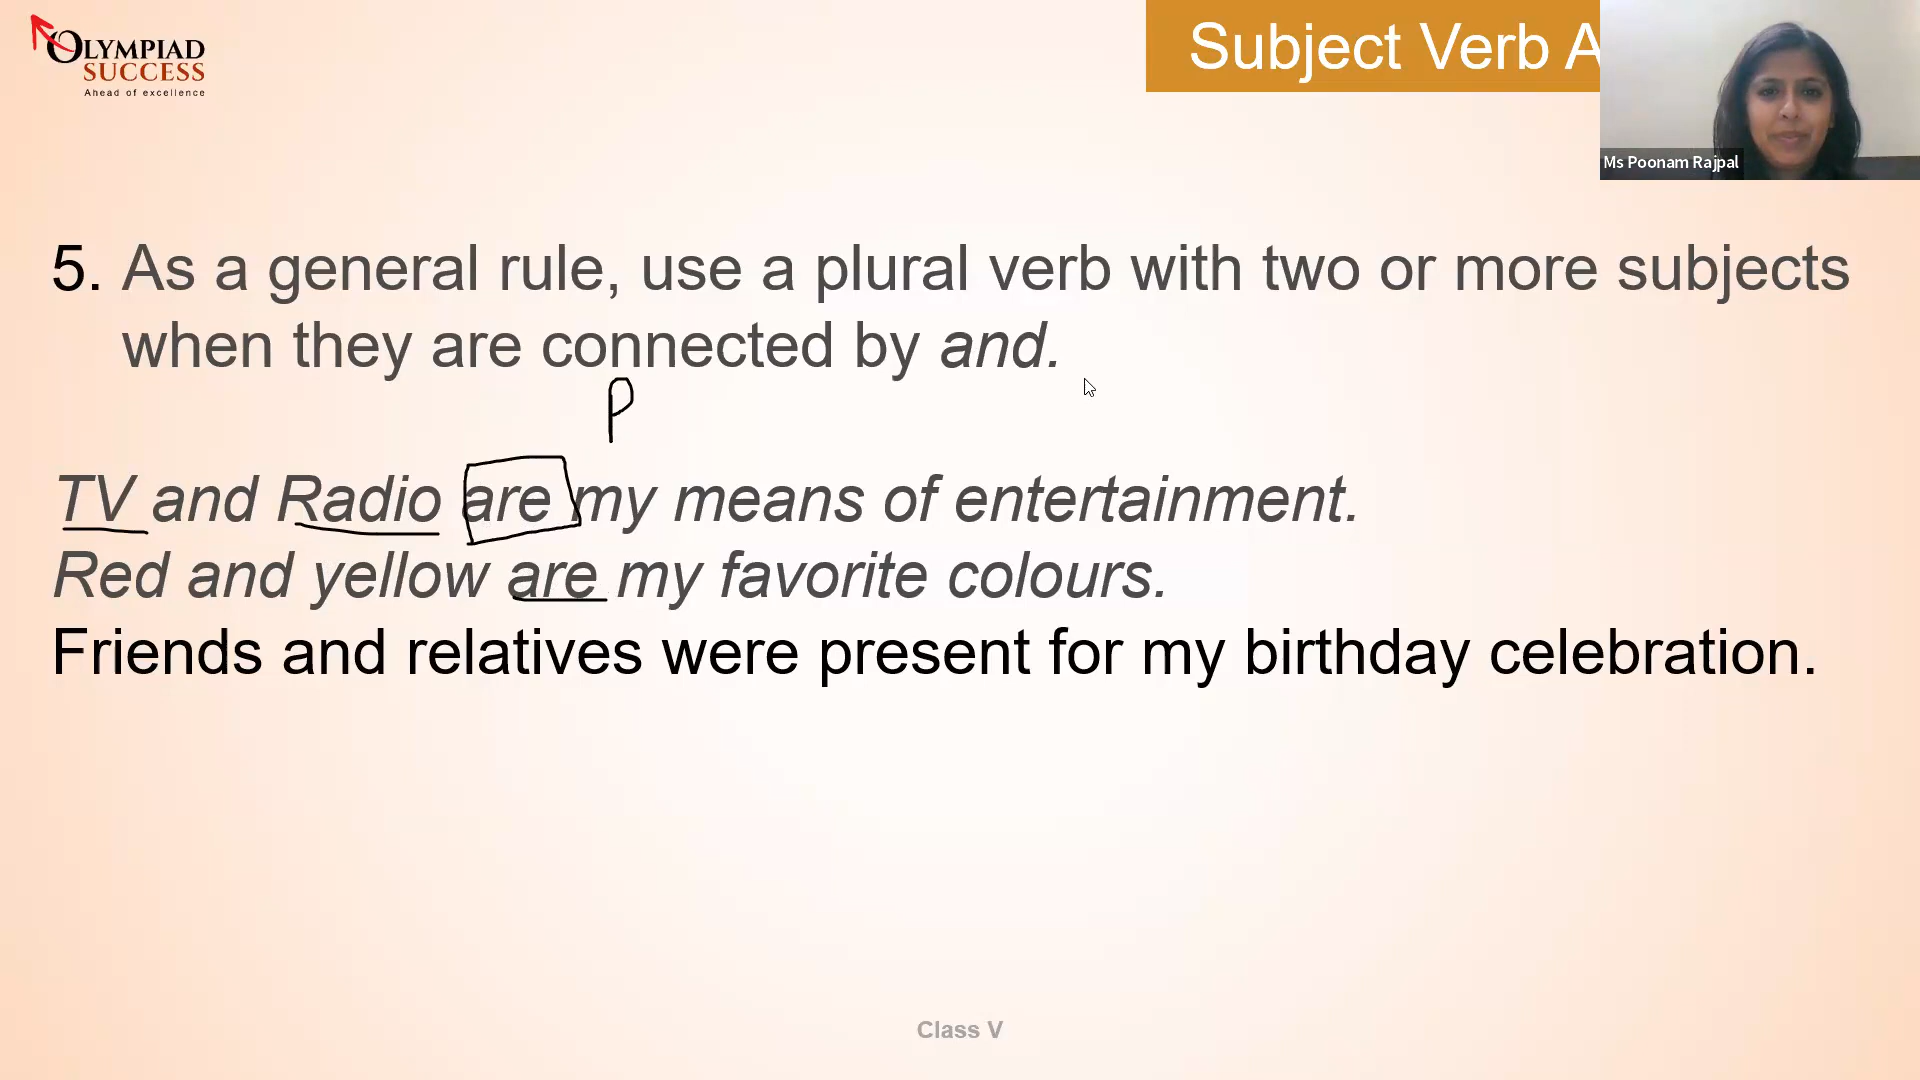 OLYMPIAD
SUCCESS
Ahead of excellence
Subject Verb A
Ms Poonam Rajpal
5. As a general rule, use a plural verb with two or more subjects
when they are connected by and.
P
TV and Radio are my means of entertainment.
Red and yellow are my favorite colours.
Friends and relatives were present for my birthday celebration.
Class V